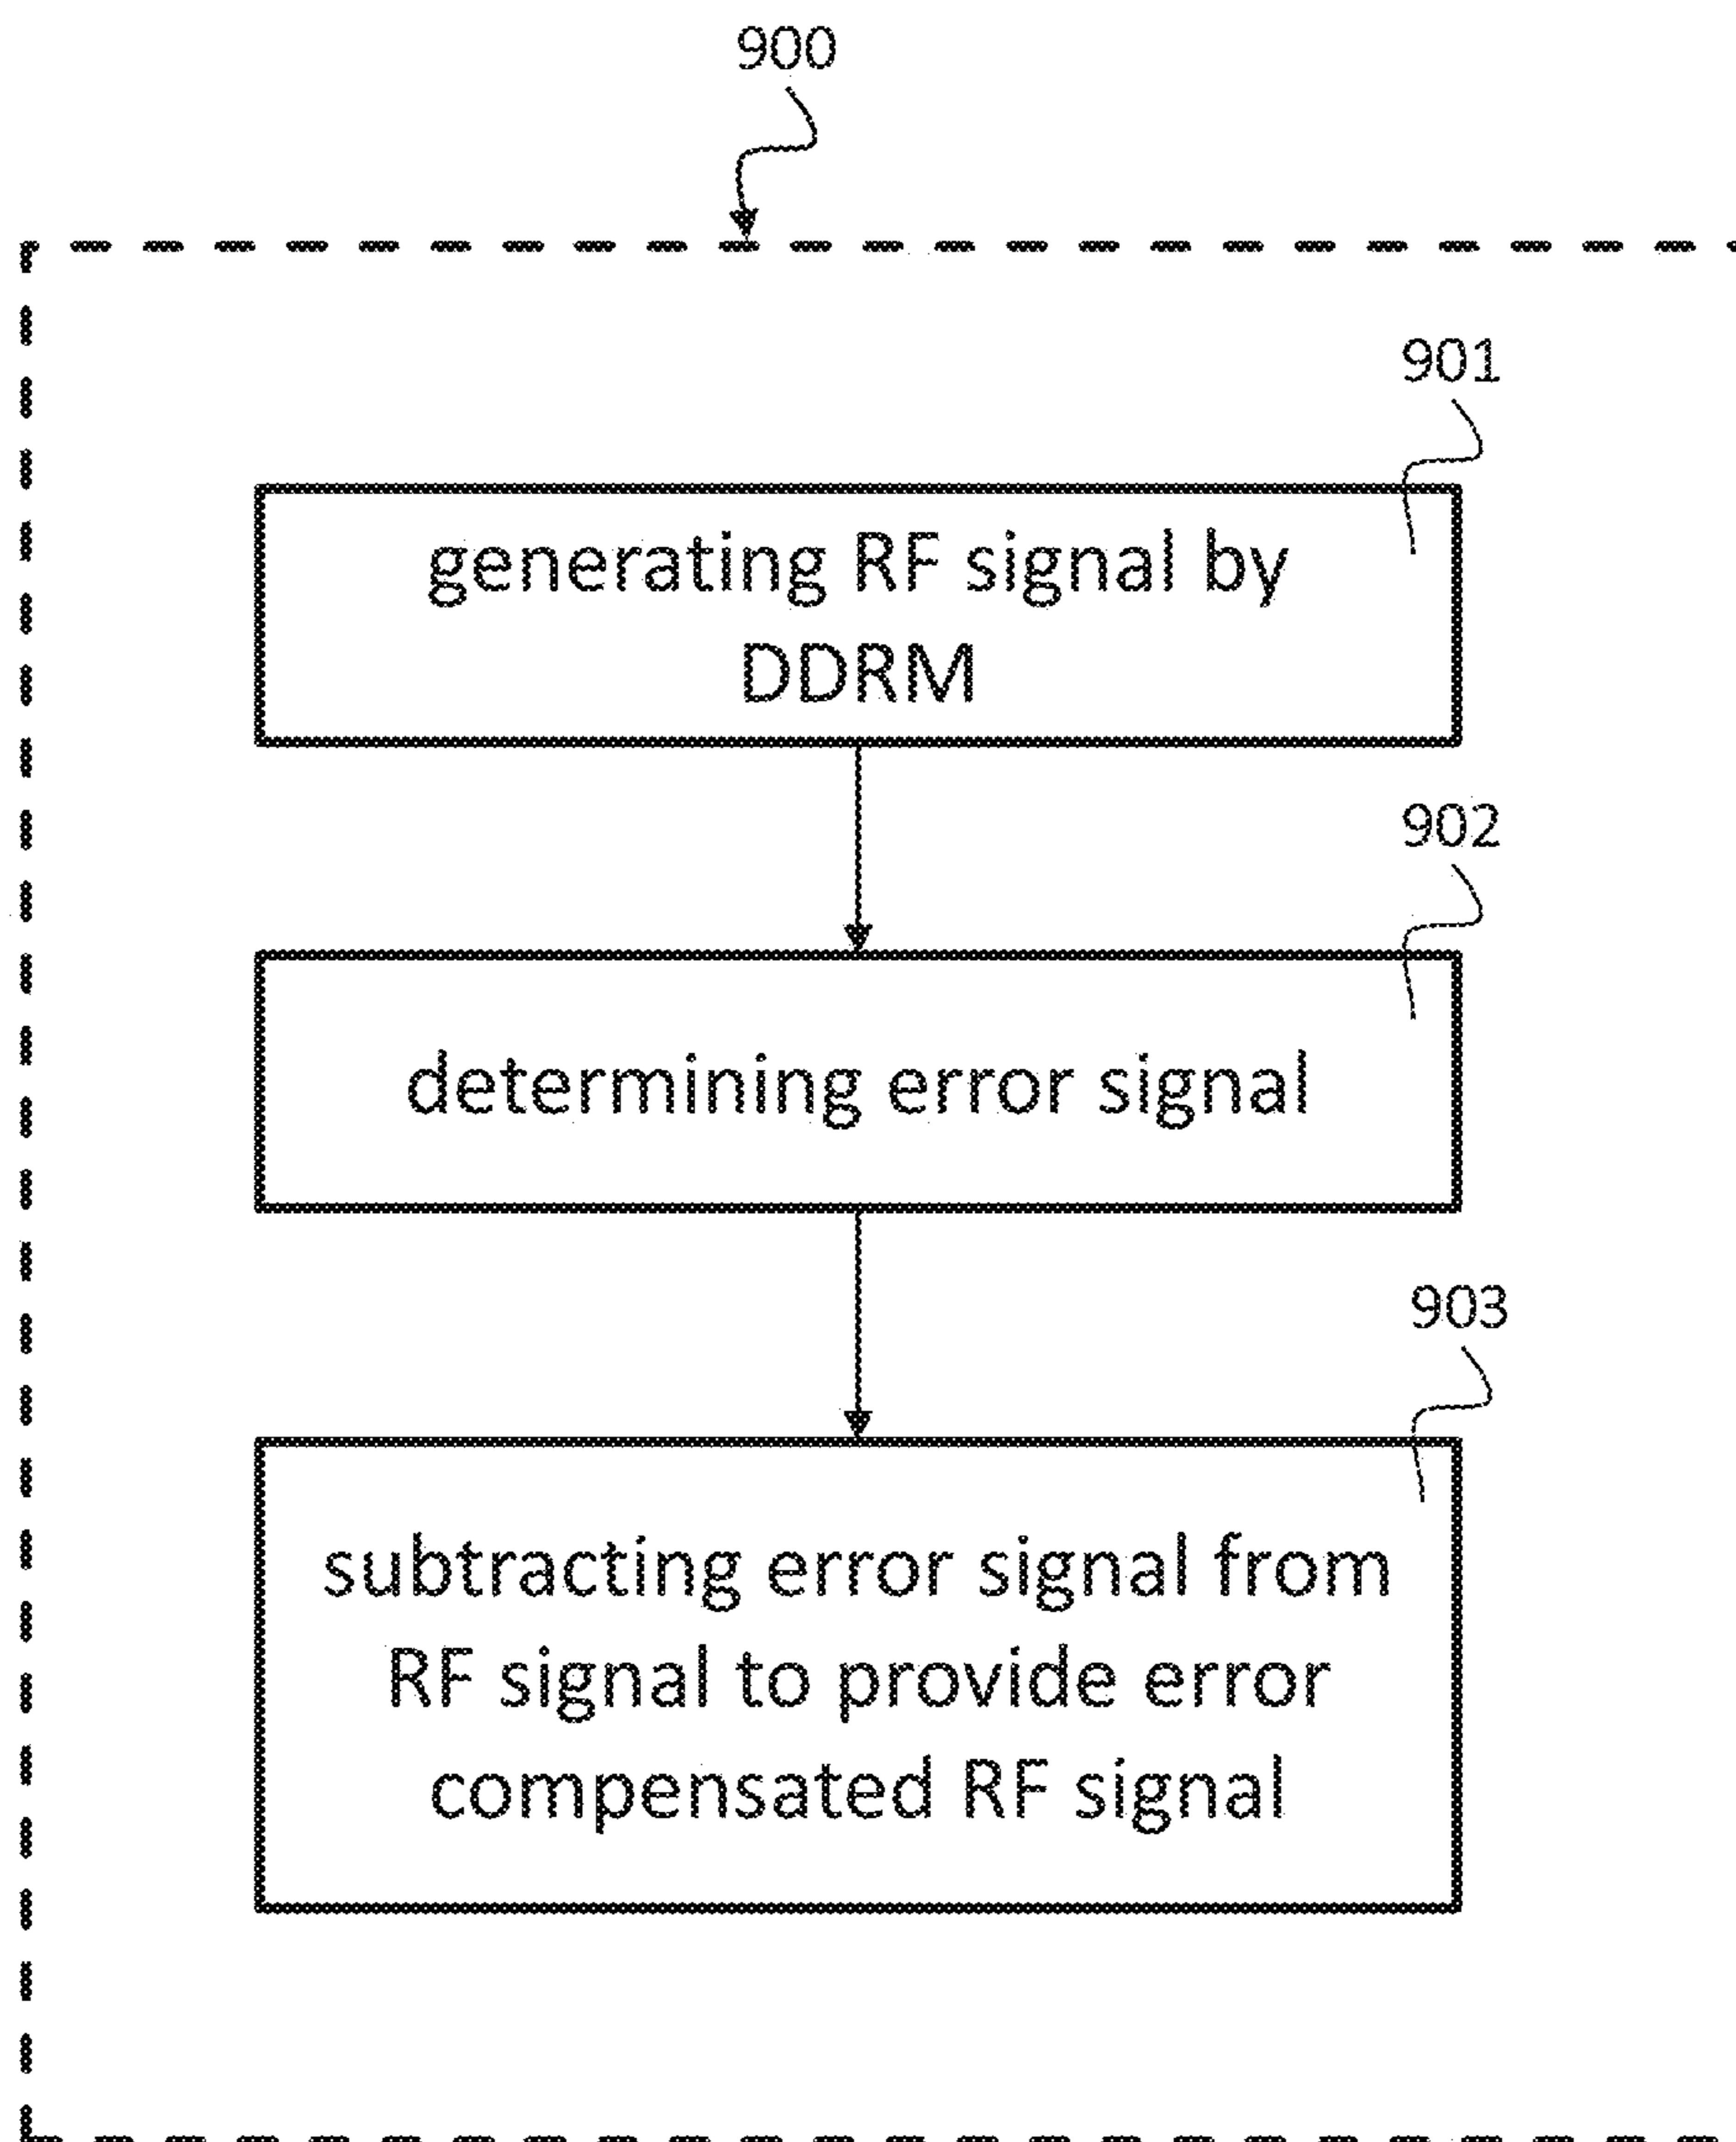 900
901
generating RF signal by
DDRM
902
determining error signal
903
subtracting error signal from
RF signal to provide error
compensated RF signal